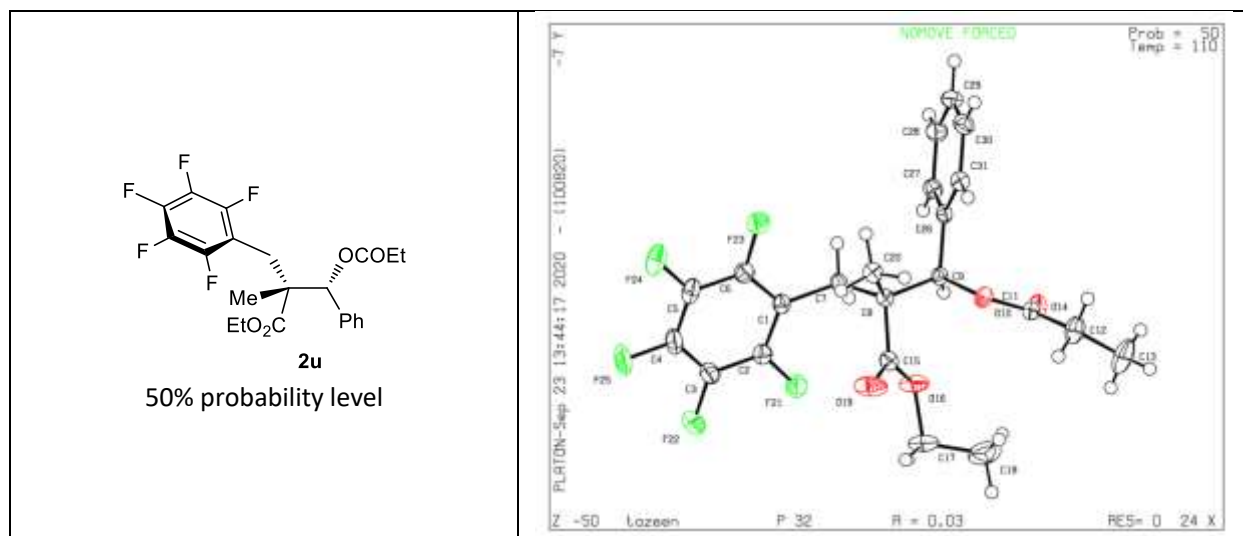 F
F
F
F
F
OCOEt
Me
Ph
EtO2C
2u
50% probability level
NOMOVE FORCED
Prob = 50
Temp = 110
PLATON-Sep 23 13:44:17 2020 - (100820)
-7 Y
C29
C28
C30
C27
C31
C26
F23
C20
C9
F24
C6
C7
C8
C11
O14
C5
C1
O10
C12
C13
C4
C15
F25
C3
C2
O19
O16
F21
F22
C17
C18
Z -50
tazeen
P 32
R = 0.03
RES= 0
24 X